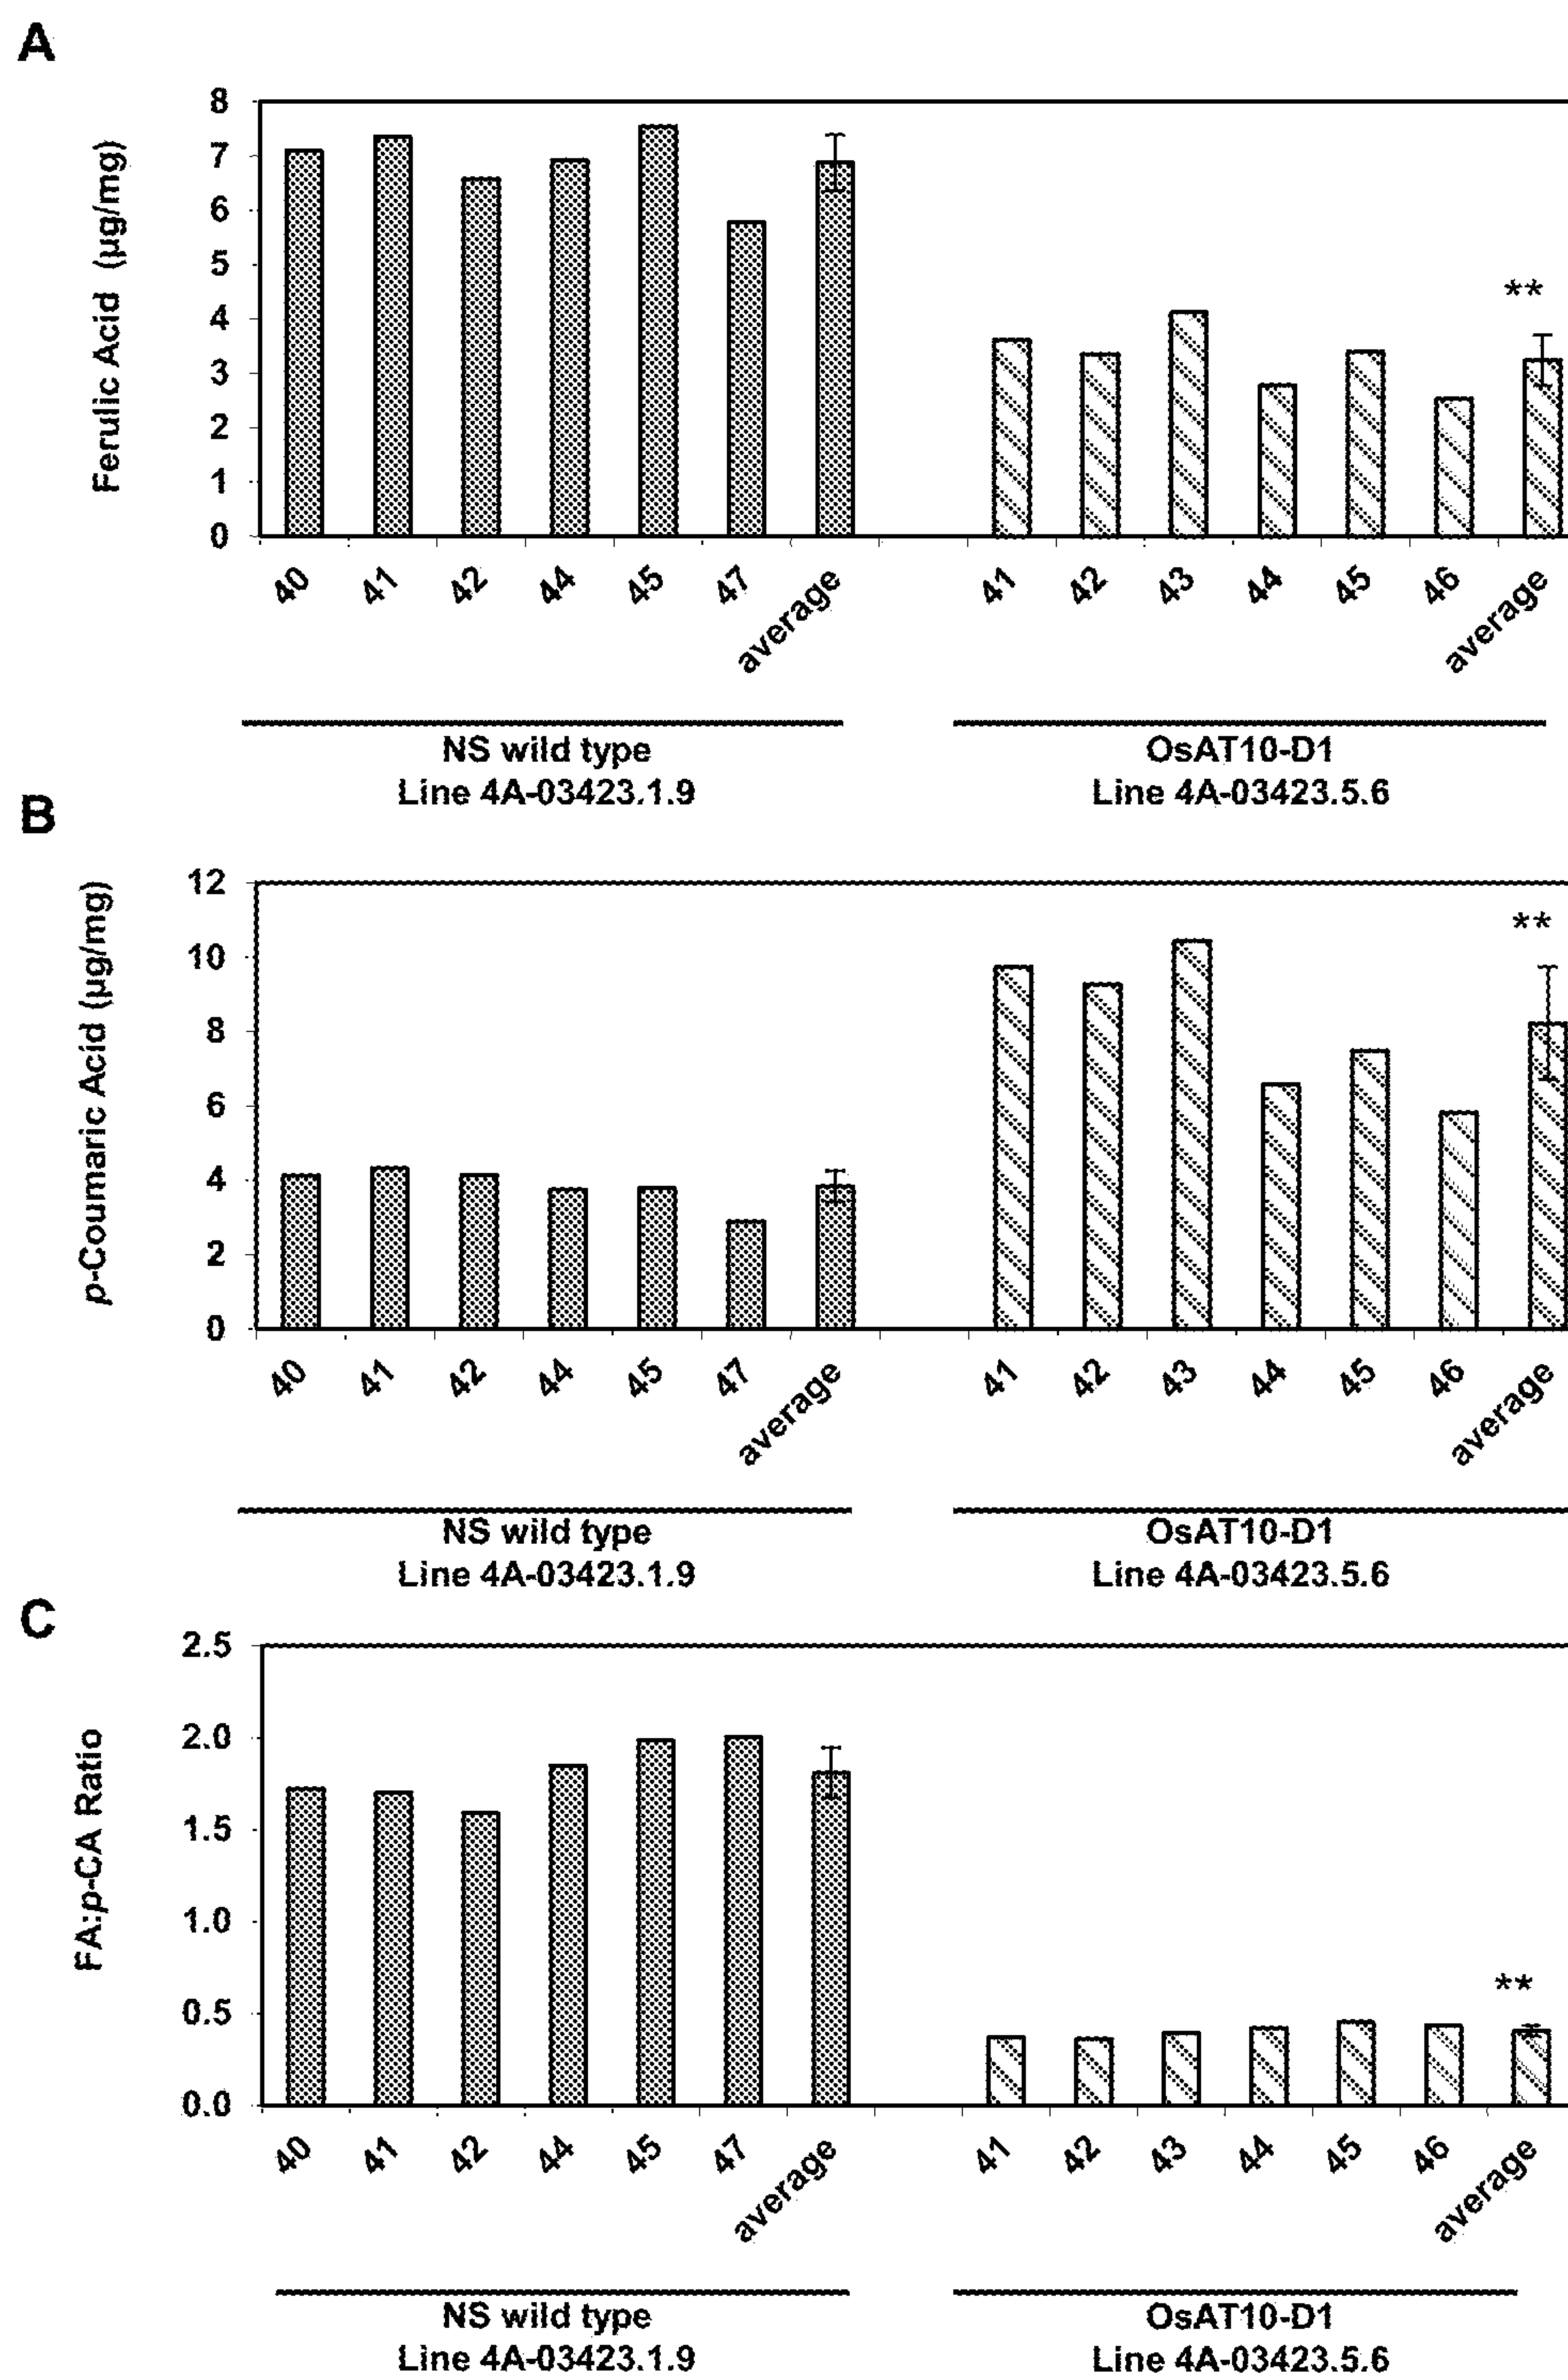 A
Ferulic Acid (µg/mg)
8
7
6
5
4
3
2
1
0
**
40 41 42 44 45 47 average 41 42 43 44 45 46 average
NS wild type OsAT10-D1
Line 4A-03423.1.9 Line 4A-03423.5.6
B
p-Coumaric Acid (µg/mg)
12
10
8
6
4
2
0
**
40 41 42 44 45 47 average 41 42 43 44 45 46 average
NS wild type OsAT10-D1
Line 4A-03423.1.9 Line 4A-03423.5.6
C
FA:p-CA Ratio
2.5
2.0
1.5
1.0
0.5
0.0
**
40 41 42 44 45 47 average 41 42 43 44 45 46 average
NS wild type OsAT10-D1
Line 4A-03423.1.9 Line 4A-03423.5.6